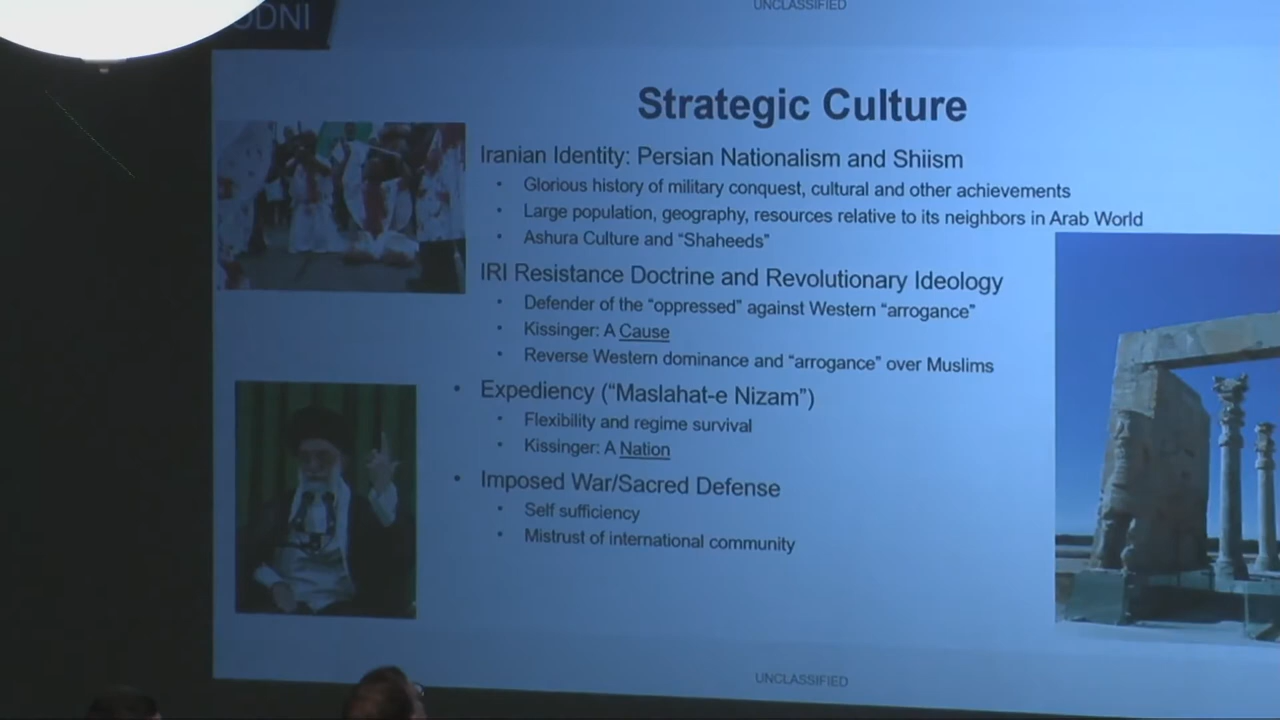 ODNI
UNCLASSIFIED
Strategic Culture
Iranian Identity: Persian Nationalism and Shiism
• Glorious history of military conquest, cultural and other achievements
• Large population, geography, resources relative to its neighbors in Arab World
• Ashura Culture and “Shaheeds”
IRI Resistance Doctrine and Revolutionary Ideology
• Defender of the “oppressed” against Western “arrogance”
• Kissinger: A Cause
• Reverse Western dominance and “arrogance” over Muslims
• Expediency (“Maslahat-e Nizam”)
• Flexibility and regime survival
• Kissinger: A Nation
• Imposed War/Sacred Defense
• Self sufficiency
• Mistrust of international community
UNCLASSIFIED